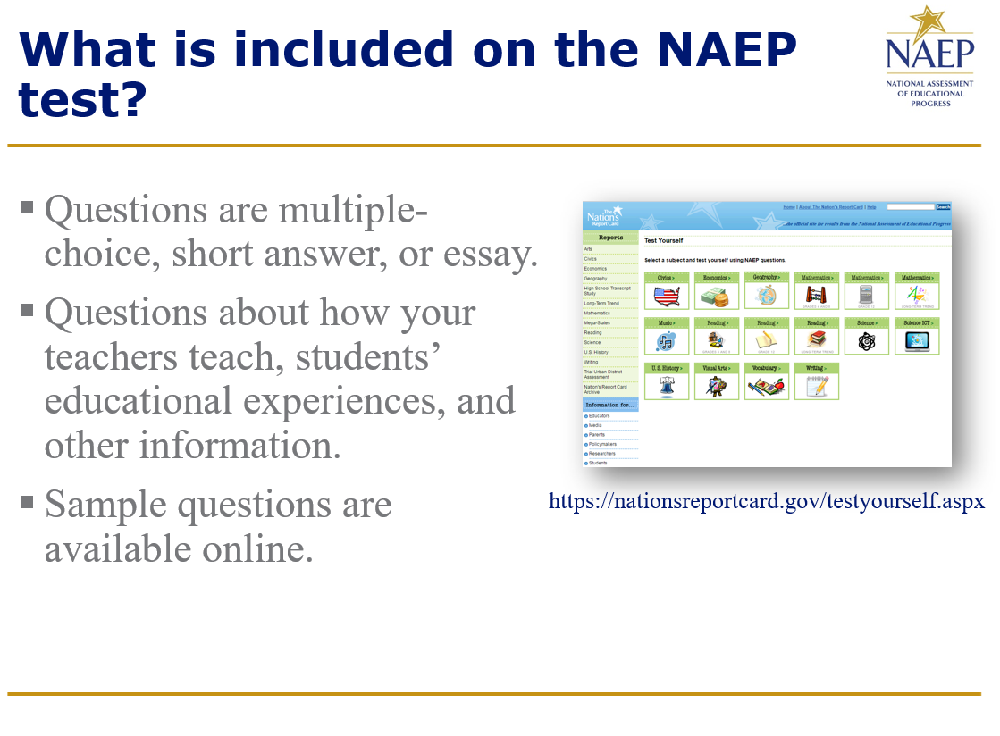 What is included on the NAEP
test?
NAEP
NATIONAL ASSESSMENT
OF EDUCATIONAL
PROGRESS
▪ Questions are multiple-
choice, short answer, or essay.
▪ Questions about how your
teachers teach, students’
educational experiences, and
other information.
▪ Sample questions are
available online.
The
Nation's
Report Card
Home | About The Nation's Report Card | Help
Search
the official site for results from the National Assessment of Educational Progress
Reports
Arts
Civics
Economics
Geography
High School Transcript
Study
Long-Term Trend
Mathematics
Mega-States
Reading
Science
U.S. History
Writing
Trial Urban District
Assessment
Nation's Report Card
Archive
Information for...
Educators
Media
Parents
Policymakers
Researchers
Students
Test Yourself
Select a subject and test yourself using NAEP questions.
Civics > Economics > Geography > Mathematics > Mathematics > Mathematics >
GRADES 4 AND 8 GRADE 12 LONG-TERM TREND
Music > Reading > Reading > Reading > Science > Science ICT >
GRADES 4 AND 8 GRADE 12 LONG-TERM TREND
U.S. History > Visual Arts > Vocabulary > Writing >
https://nationsreportcard.gov/testyourself.aspx